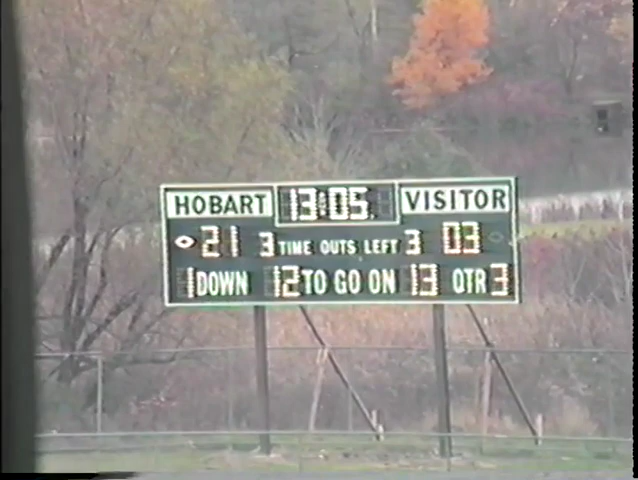 HOBART 13:05 VISITOR
21 3 TIME OUTS LEFT 3 03
1 DOWN 12 TO GO ON 13 QTR 3